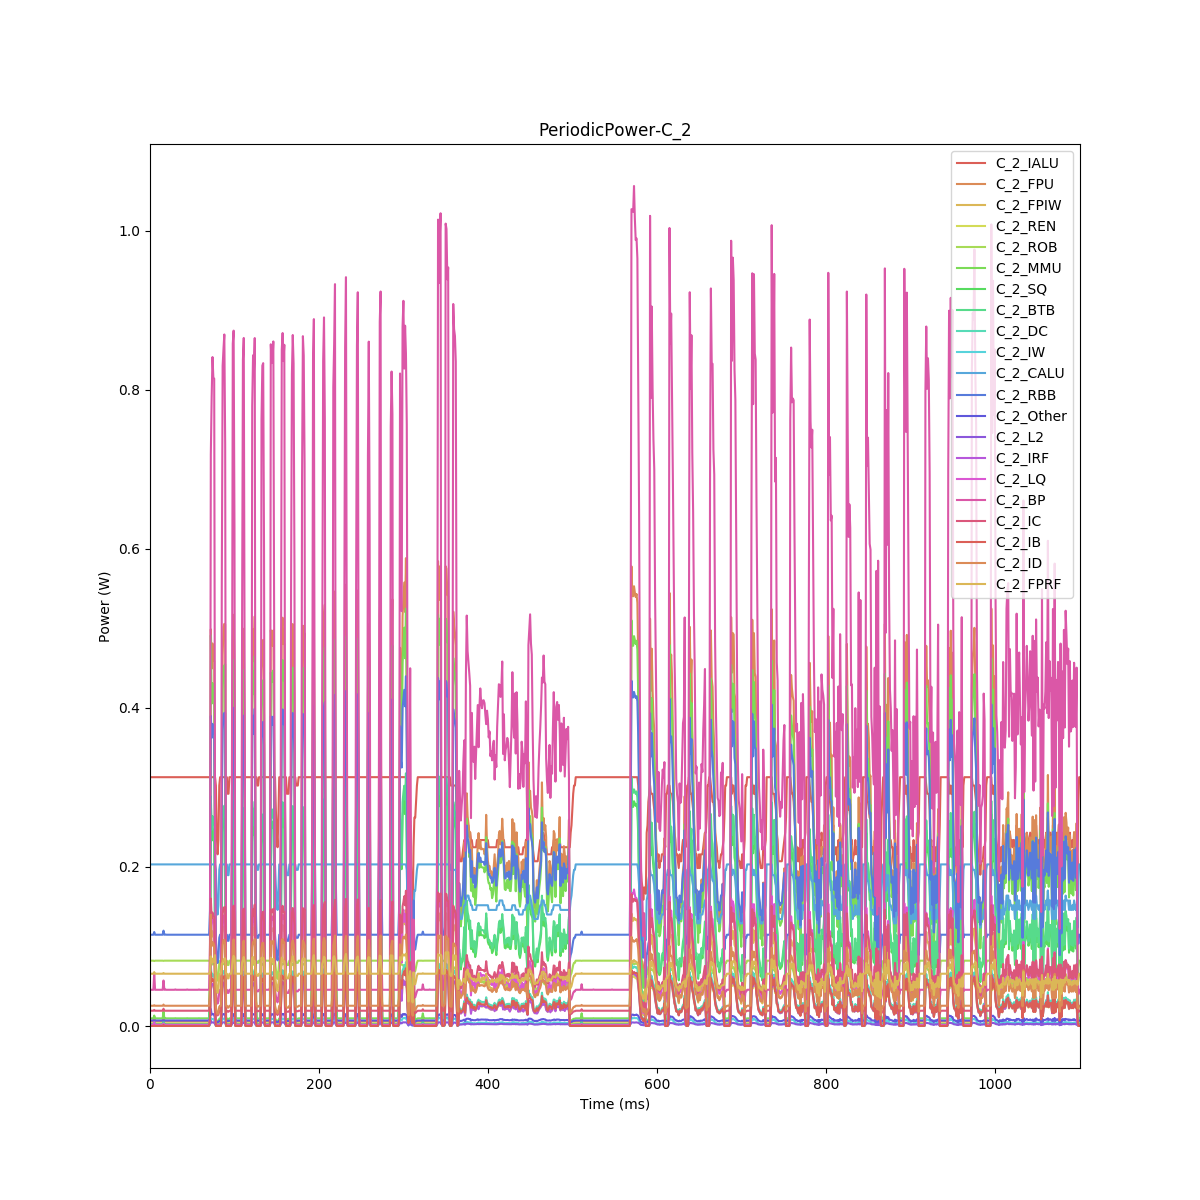 PeriodicPower-C_2
Power (W)
1.0
0.8
0.6
0.4
0.2
0.0
0
200
400
600
800
1000
Time (ms)
C_2_IALU
C_2_FPU
C_2_FPIW
C_2_REN
C_2_ROB
C_2_MMU
C_2_SQ
C_2_BTB
C_2_DC
C_2_IW
C_2_CALU
C_2_RBB
C_2_Other
C_2_L2
C_2_IRF
C_2_LQ
C_2_BP
C_2_IC
C_2_IB
C_2_ID
C_2_FPRF